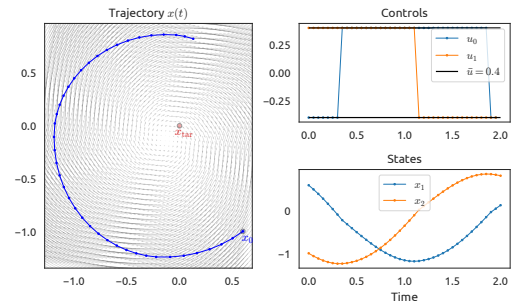 Trajectory x(t)
0.5
0.0
−0.5
−1.0
−1.0 −0.5 0.0 0.5
x_tar
x_0
Controls
0.25
0.00
−0.25
0.0 0.5 1.0 1.5 2.0
u_0
u_1
ū = 0.4
States
0
−1
0.0 0.5 1.0 1.5 2.0
x_1
x_2
Time